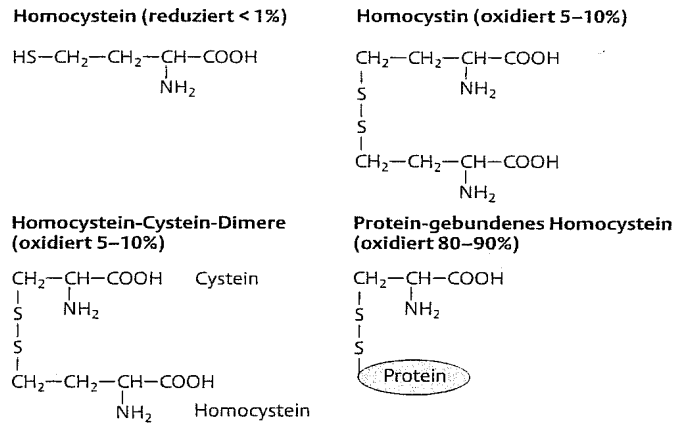 Homocystein (reduziert < 1%)
HS–CH₂–CH₂–CH–COOH
NH₂
Homocystin (oxidiert 5–10%)
CH₂–CH₂–CH–COOH
S
NH₂
S
CH₂–CH₂–CH–COOH
NH₂
Homocystein-Cystein-Dimere
(oxidiert 5–10%)
CH₂–CH–COOH Cystein
S
NH₂
S
CH₂–CH₂–CH–COOH
NH₂ Homocystein
Protein-gebundenes Homocystein
(oxidiert 80–90%)
CH₂–CH–COOH
S
NH₂
S
Protein